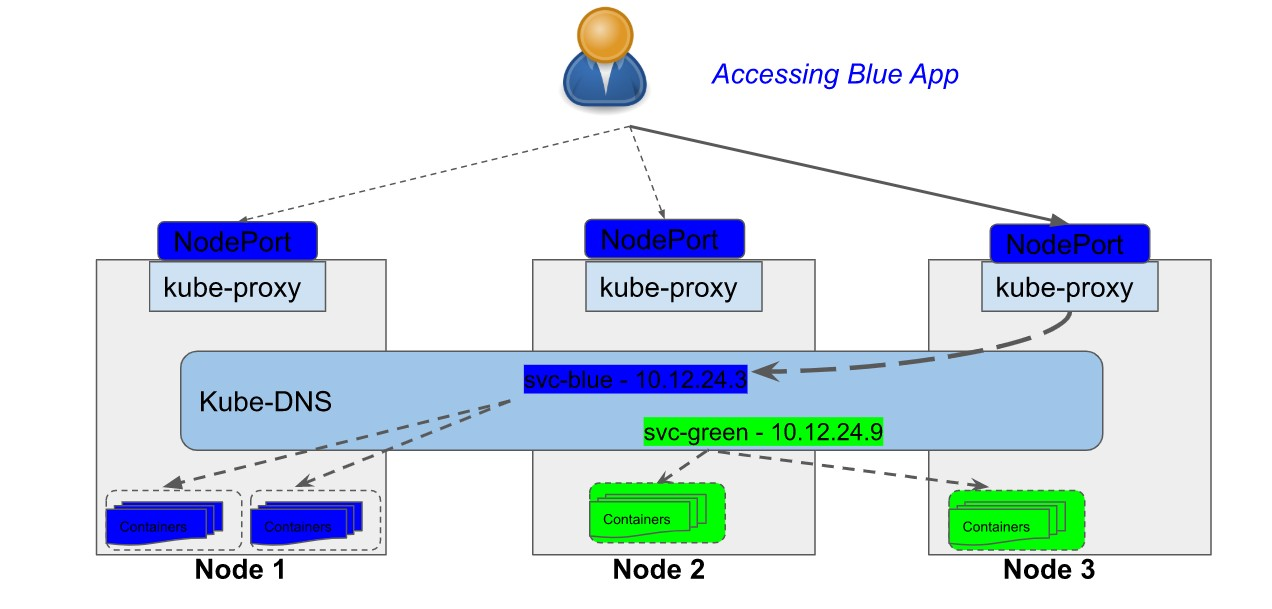 Accessing Blue App
NodePort
NodePort
NodePort
kube-proxy
kube-proxy
kube-proxy
svc-blue - 10.12.24.3
Kube-DNS
svc-green - 10.12.24.9
Containers
Containers
Containers
Containers
Node 1
Node 2
Node 3